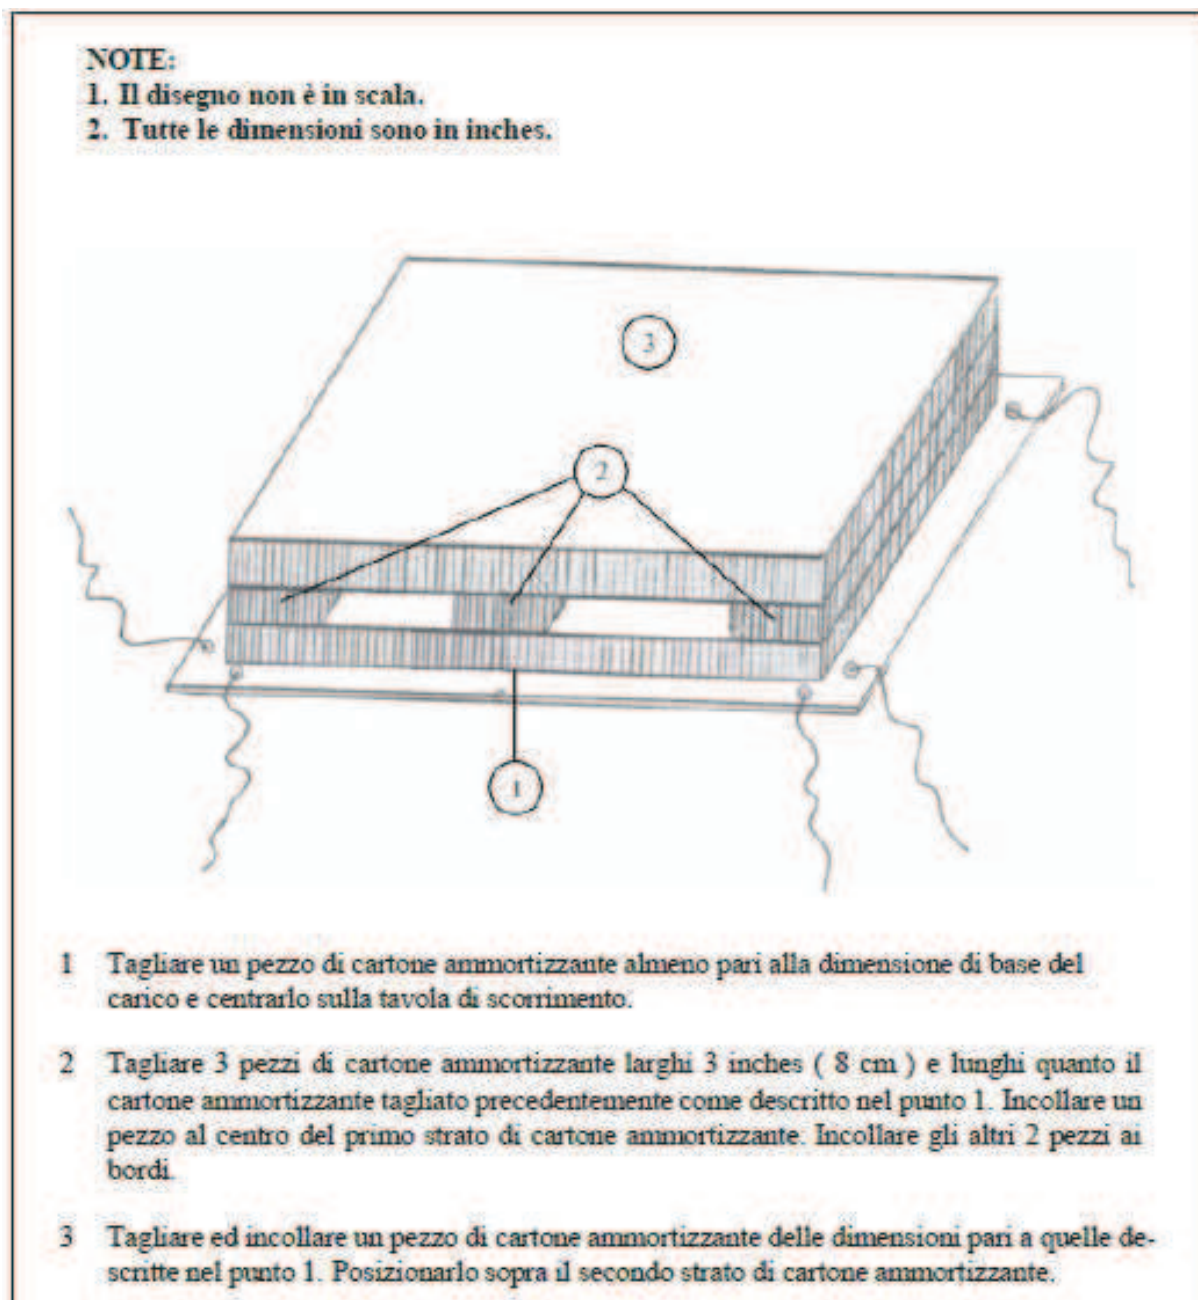 NOTE:
1. Il disegno non è in scala.
2. Tutte le dimensioni sono in inches.
3
2
1
1 Tagliare un pezzo di cartone ammortizzante almeno pari alla dimensione di base del
carico e centrarlo sulla tavola di scorrimento.
2 Tagliare 3 pezzi di cartone ammortizzante larghi 3 inches ( 8 cm ) e lunghi quanto il
cartone ammortizzante tagliato precedentemente come descritto nel punto 1. Incollare un
pezzo al centro del primo strato di cartone ammortizzante. Incollare gli altri 2 pezzi ai
bordi.
3 Tagliare ed incollare un pezzo di cartone ammortizzante delle dimensioni pari a quelle de-
scritte nel punto 1. Posizionarlo sopra il secondo strato di cartone ammortizzante.